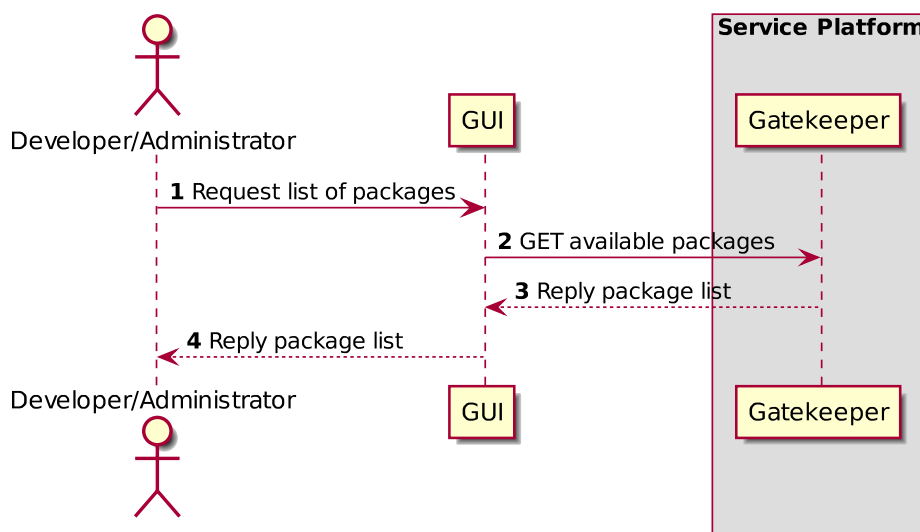 Service Platform
Developer/Administrator
GUI
Gatekeeper
1 Request list of packages
2 GET available packages
3 Reply package list
4 Reply package list
Developer/Administrator
GUI
Gatekeeper